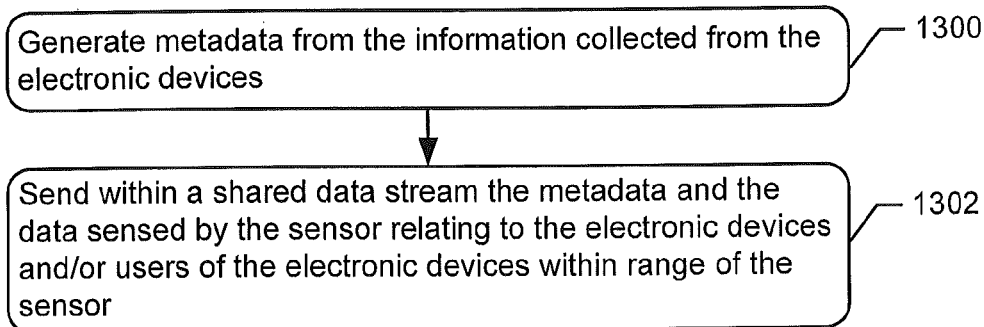 Generate metadata from the information collected from the
electronic devices
1300
Send within a shared data stream the metadata and the
data sensed by the sensor relating to the electronic devices
and/or users of the electronic devices within range of the
sensor
1302